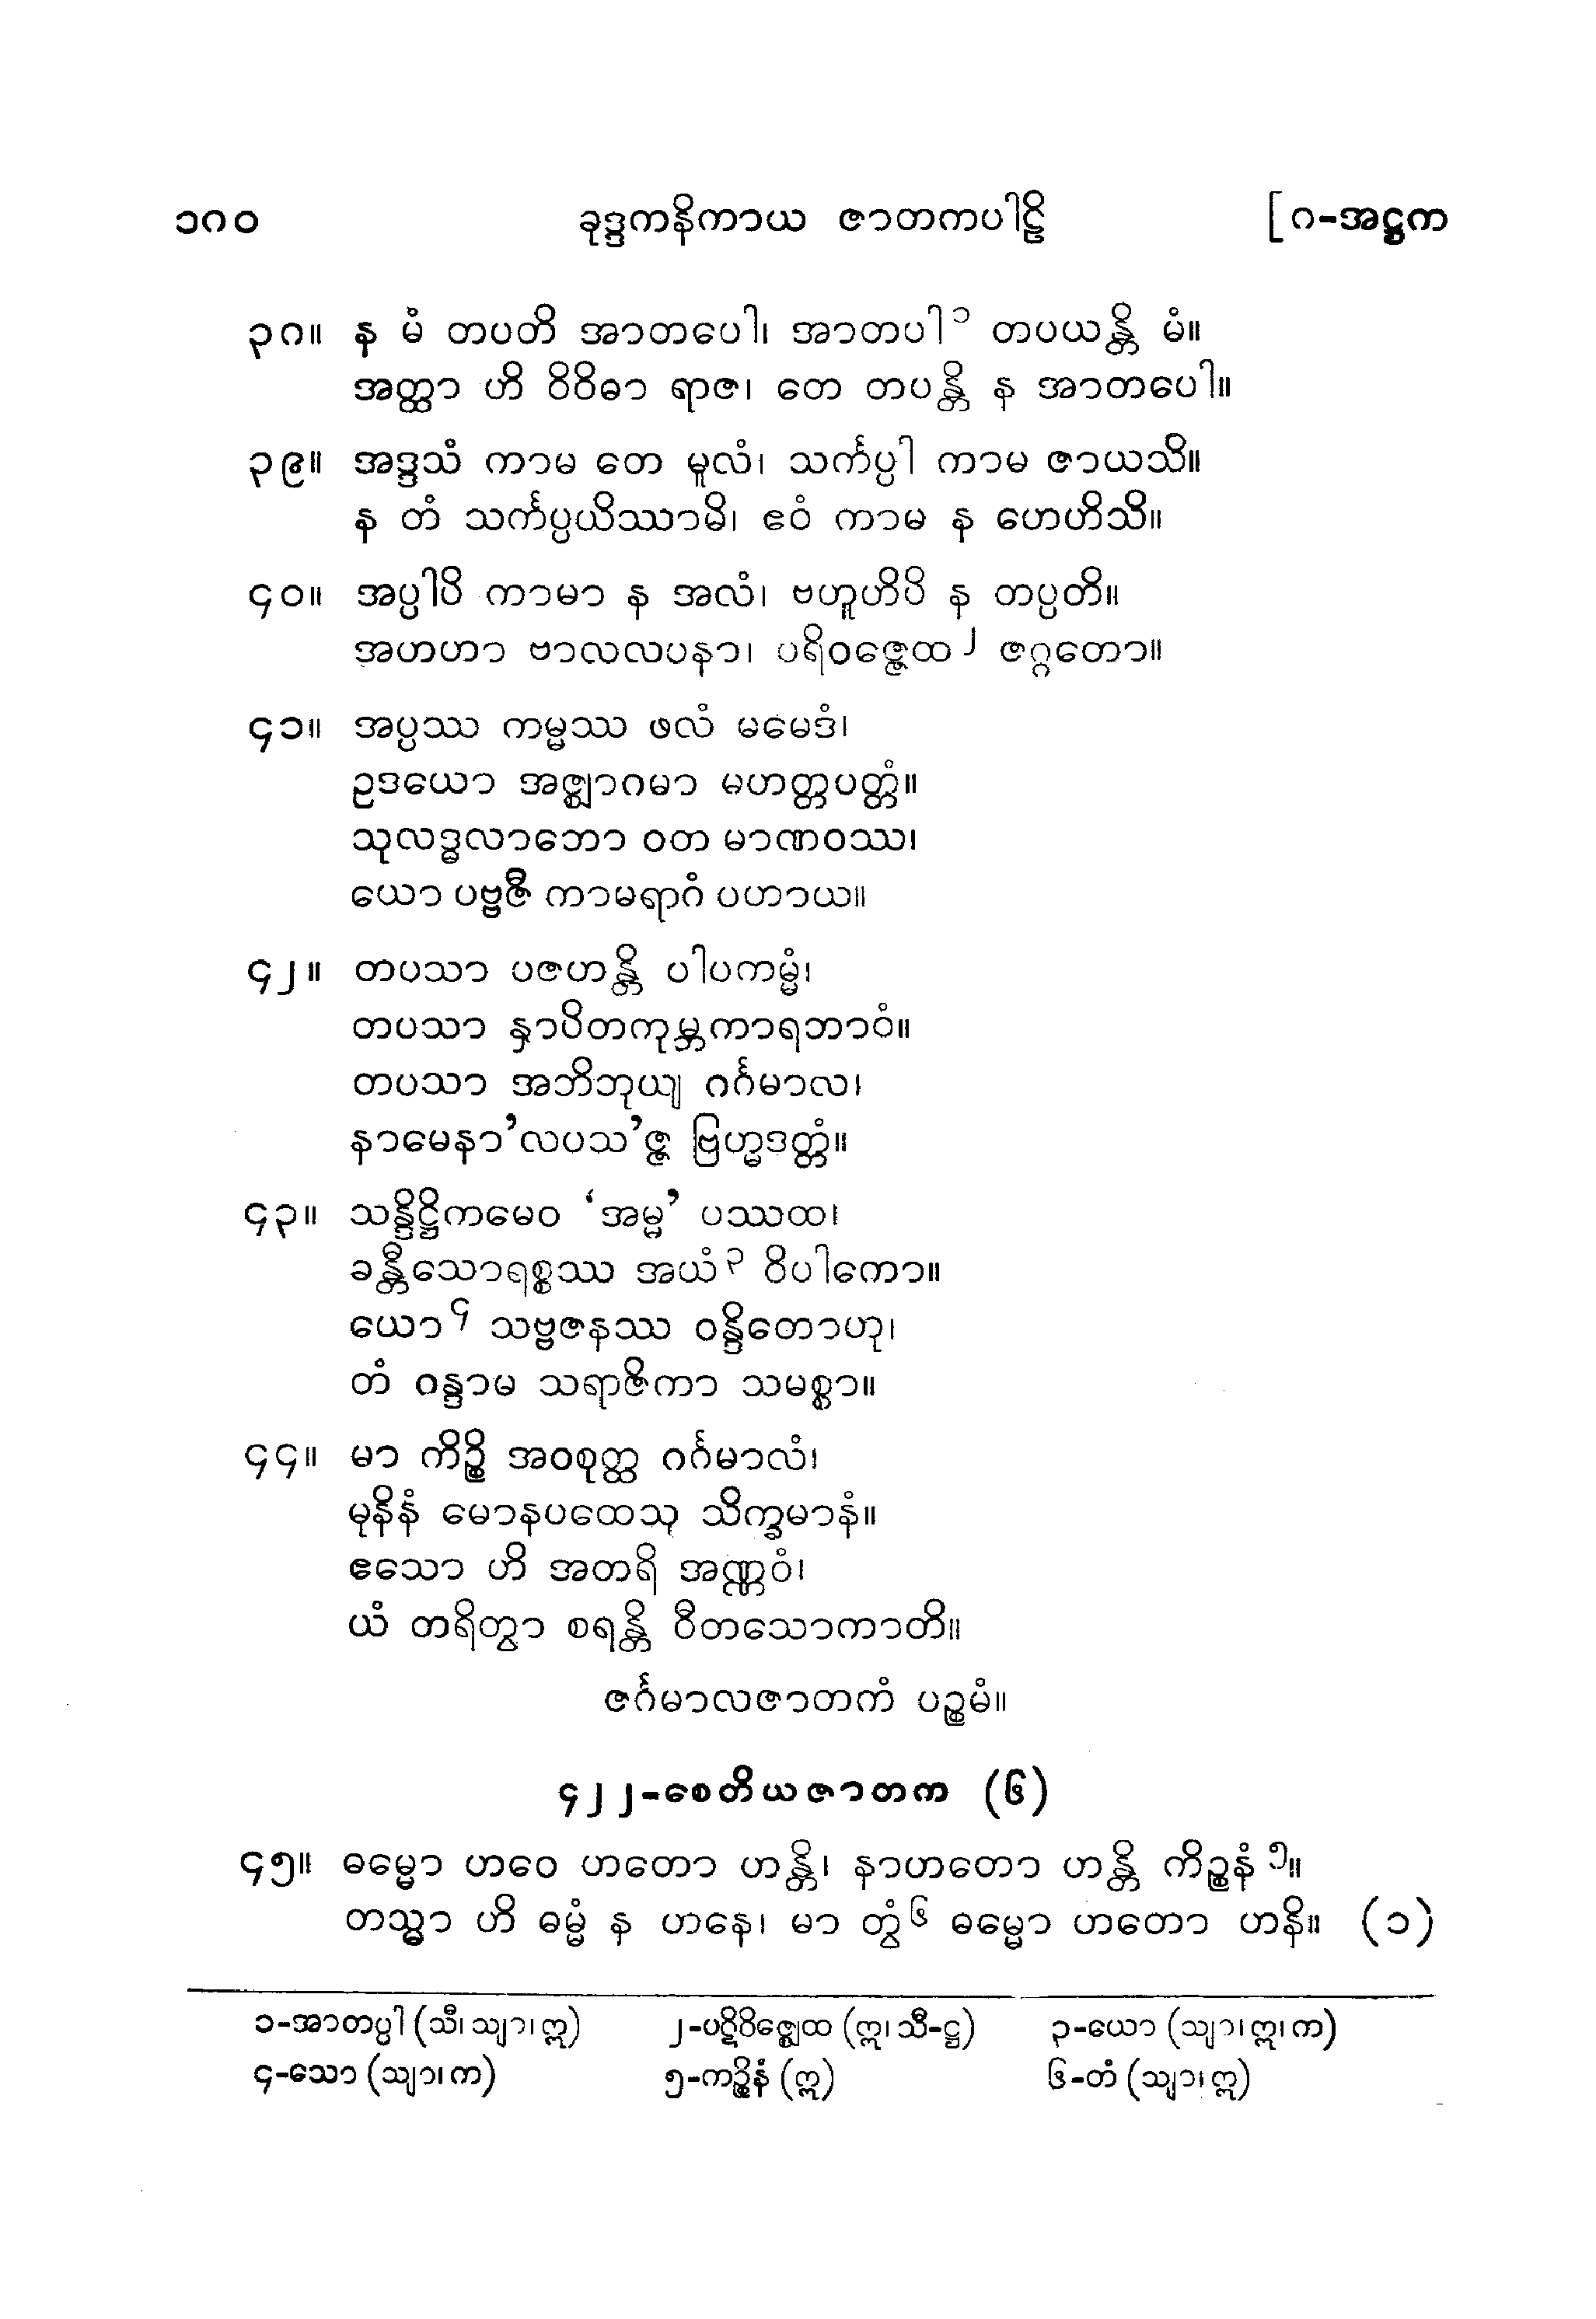 ၁၈၀ ခုဒ္ဒကနိကာယ ဇာတကပါဠိ [ ၈-အဋ္ဌက
၃၈။ န မံ တပတိ အာတပေါ၊ အာတပါ ၁ တပယန္တိ မံ။
အတ္ထာ ဟိ ဝိဝိဓာ ရာဇ၊ တေ တပန္တိ န အာတပေါ။
၃၉။ အဒ္ဒသံ ကာမ တေ မူလံ၊ သင်္ကပ္ပါ ကာမ ဇာယသိ။
န တံ သင်္ကပ္ပယိဿာမိ၊ ဧဝံ ကာမ န ဟေဟိသိ။
၄၀။ အပ္ပါပိ ကာမာ န အလံ၊ ဗဟူဟိပိ န တပ္ပတိ။
အဟဟာ ဗာလလပနာ၊ ပရိဝဇ္ဇေထ ၂ ဇဂ္ဂတော။
၄၁။ အပ္ပဿ ကမ္မဿ ဖလံ မမေဒံ၊
ဥဒယော အဇ္ဈာဂမာ မဟတ္တပတ္တံ။
သုလဒ္ဓလာဘော ဝတ မာဏဝဿ၊
ယော ပဗ္ဗဇီ ကာမရာဂံ ပဟာယ။
၄၂။ တပသာ ပဇဟန္တိ ပါပကမ္မံ၊
တပသာ နှာပိတကုမ္ဘကာရဘာဝံ။
တပသာ အဘိဘုယျ ဂင်္ဂမာလ၊
နာမေနာ’လပသ’ဇ္ဇ ဗြဟ္မဒတ္တံ။
၄၃။ သန္ဒိဋ္ဌိကမေဝ ‘အမ္မ’ ပဿထ၊
ခန္တီသောရစ္စဿ အယံ ၃ ဝိပါကော။
ယော ၄ သဗ္ဗဇနဿ ဝန္ဒိတောဟု၊
တံ ဝန္ဒာမ သရာဇိကာ သမစ္စာ။
၄၄။ မာ ကိဉ္စိ အဝစုတ္ထ ဂင်္ဂမာလံ၊
မုနိနံ မောနပထေသု သိက္ခမာနံ။
ဧသော ဟိ အတရိ အဏ္ဏဝံ၊
ယံ တရိတွာ စရန္တိ ဝီတသောကာတိ။
ဇင်္ဂမာလဇာတကံ ပဉ္စမံ။
၄၂၂-စေတိယဇာတက (၆)
၄၅။ ဓမ္မော ဟဝေ ဟတော ဟန္တိ၊ နာဟတော ဟန္တိ ကိဉ္စနံ ၅။
တသ္မာ ဟိ ဓမ္မံ န ဟနေ၊ မာ တွံ ၆ ဓမ္မော ဟတော ဟနိ။ (၁)
၁-အာတပ္ပါ (သီ၊ သျာ၊ ဣ) ၂-ပဋိဝိဇ္ဈေထ (ဣ၊ သီ-ဋ္ဌ) ၃-ယော (သျာ၊ ဣ၊ က)
၄-သော (သျာ၊ က) ၅-ကဉ္စိနံ (ဣ) ၆-တံ (သျာ၊ ဣ)